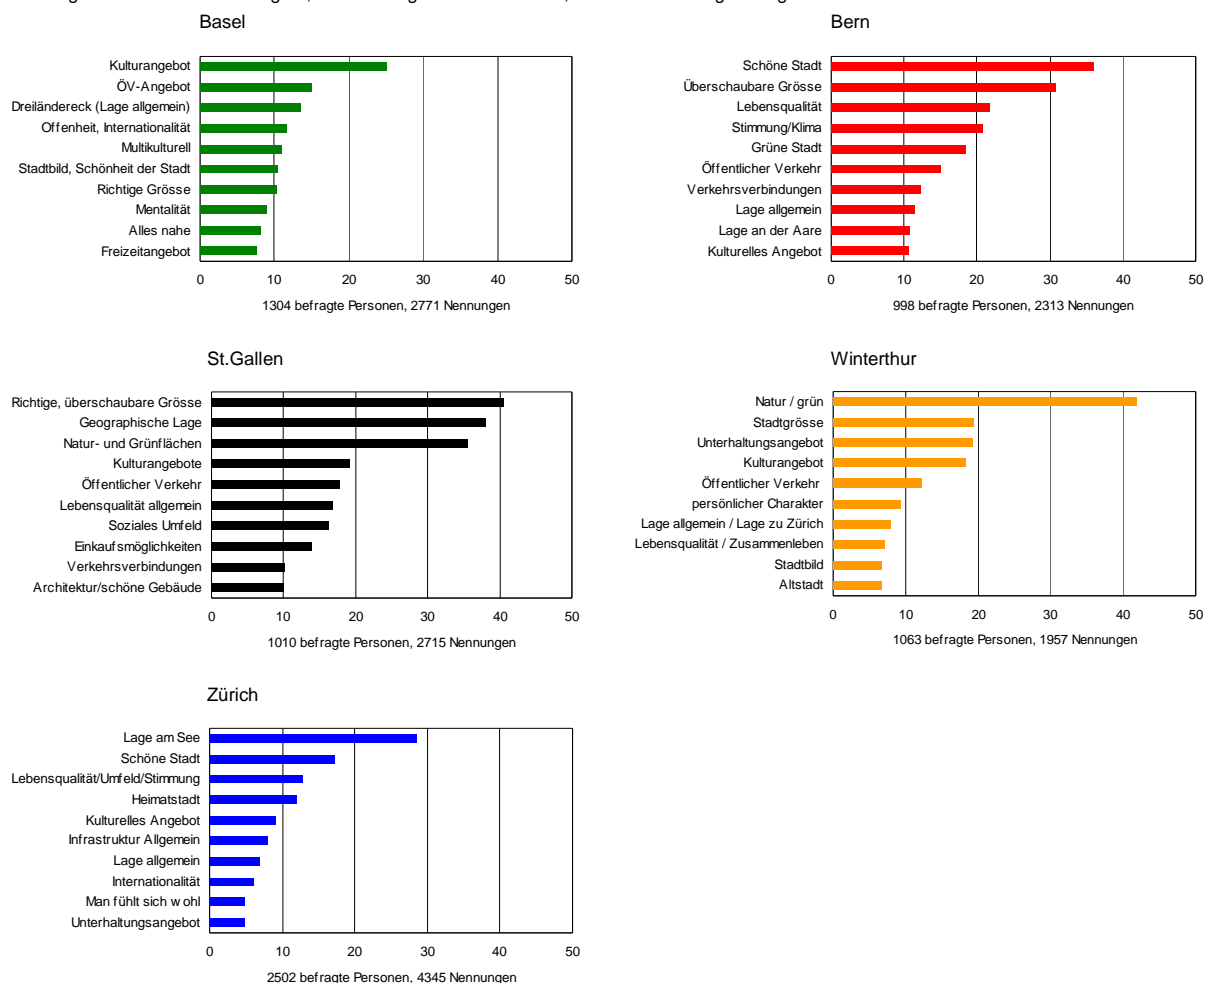 Basel
Kulturangebot
ÖV-Angebot
Dreiländereck (Lage allgemein)
Offenheit, Internationalität
Multikulturell
Stadtbild, Schönheit der Stadt
Richtige Grösse
Mentalität
Alles nahe
Freizeitangebot
0 10 20 30 40 50
1304 befragte Personen, 2771 Nennungen
Bern
Schöne Stadt
Überschaubare Grösse
Lebensqualität
Stimmung/Klima
Grüne Stadt
Öffentlicher Verkehr
Verkehrsverbindungen
Lage allgemein
Lage an der Aare
Kulturelles Angebot
0 10 20 30 40 50
998 befragte Personen, 2313 Nennungen
St.Gallen
Richtige, überschaubare Grösse
Geographische Lage
Natur- und Grünflächen
Kulturangebote
Öffentlicher Verkehr
Lebensqualität allgemein
Soziales Umfeld
Einkaufsmöglichkeiten
Verkehrsverbindungen
Architektur/schöne Gebäude
0 10 20 30 40 50
1010 befragte Personen, 2715 Nennungen
Winterthur
Natur / grün
Stadtgrösse
Unterhaltungsangebot
Kulturangebot
Öffentlicher Verkehr
persönlicher Charakter
Lage allgemein / Lage zu Zürich
Lebensqualität / Zusammenleben
Stadtbild
Altstadt
0 10 20 30 40 50
1063 befragte Personen, 1957 Nennungen
Zürich
Lage am See
Schöne Stadt
Lebensqualität/Umfeld/Stimmung
Heimatstadt
Kulturelles Angebot
Infrastruktur Allgemein
Lage allgemein
Internationalität
Man fühlt sich wohl
Unterhaltungsangebot
0 10 20 30 40 50
2502 befragte Personen, 4345 Nennungen